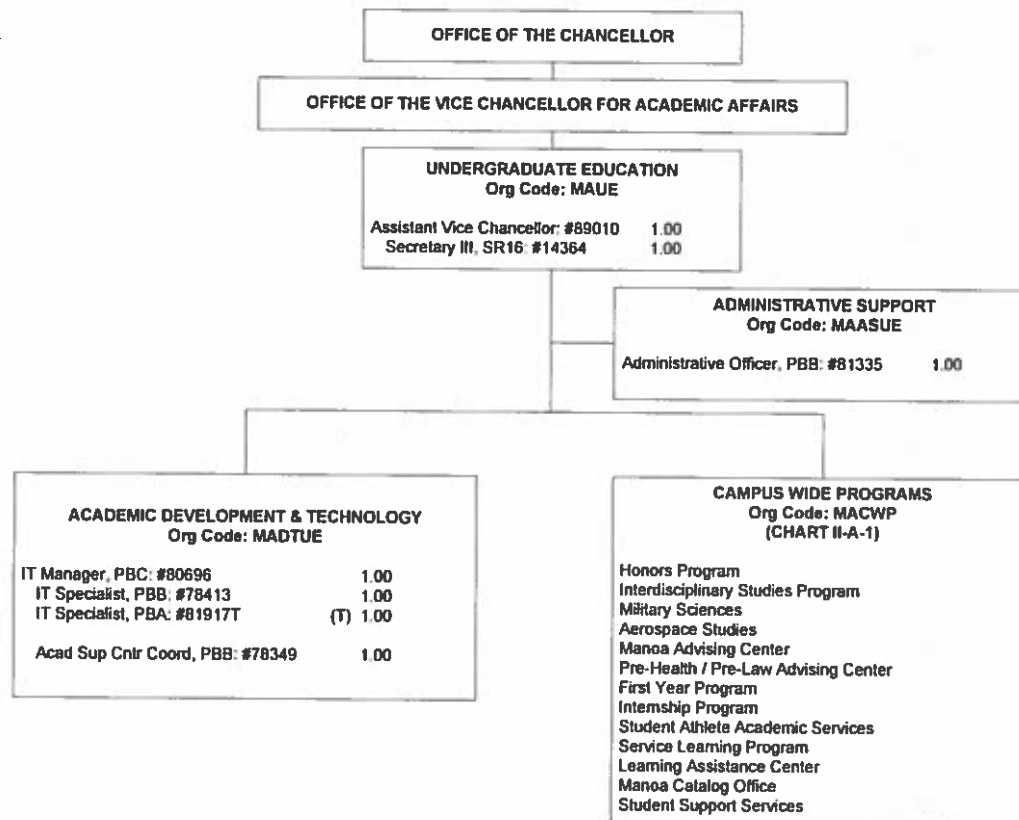 OFFICE OF THE CHANCELLOR
OFFICE OF THE VICE CHANCELLOR FOR ACADEMIC AFFAIRS
UNDERGRADUATE EDUCATION
Org Code: MAUE
Assistant Vice Chancellor: #89010 1.00
Secretary III, SR16: #14364 1.00
ADMINISTRATIVE SUPPORT
Org Code: MAASUE
Administrative Officer, PBB: #81335 1.00
ACADEMIC DEVELOPMENT & TECHNOLOGY
Org Code: MADTUE
IT Manager, PBC: #80696 1.00
IT Specialist, PBB: #78413 1.00
IT Specialist, PBA: #81917T (T) 1.00
Acad Sup Cntr Coord, PBB: #78349 1.00
CAMPUS WIDE PROGRAMS
Org Code: MACWP
(CHART II-A-1)
Honors Program
Interdisciplinary Studies Program
Military Sciences
Aerospace Studies
Manoa Advising Center
Pre-Health / Pre-Law Advising Center
First Year Program
Internship Program
Student Athlete Academic Services
Service Learning Program
Learning Assistance Center
Manoa Catalog Office
Student Support Services